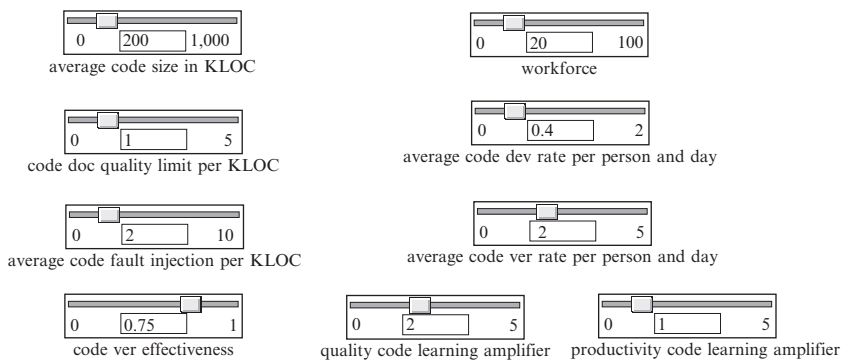 0 200 1,000
average code size in KLOC
0 20 100
workforce
0 1 5
code doc quality limit per KLOC
0 0.4 2
average code dev rate per person and day
0 2 10
average code fault injection per KLOC
0 2 5
average code ver rate per person and day
0 0.75 1
code ver effectiveness
0 2 5
quality code learning amplifier
0 1 5
productivity code learning amplifier